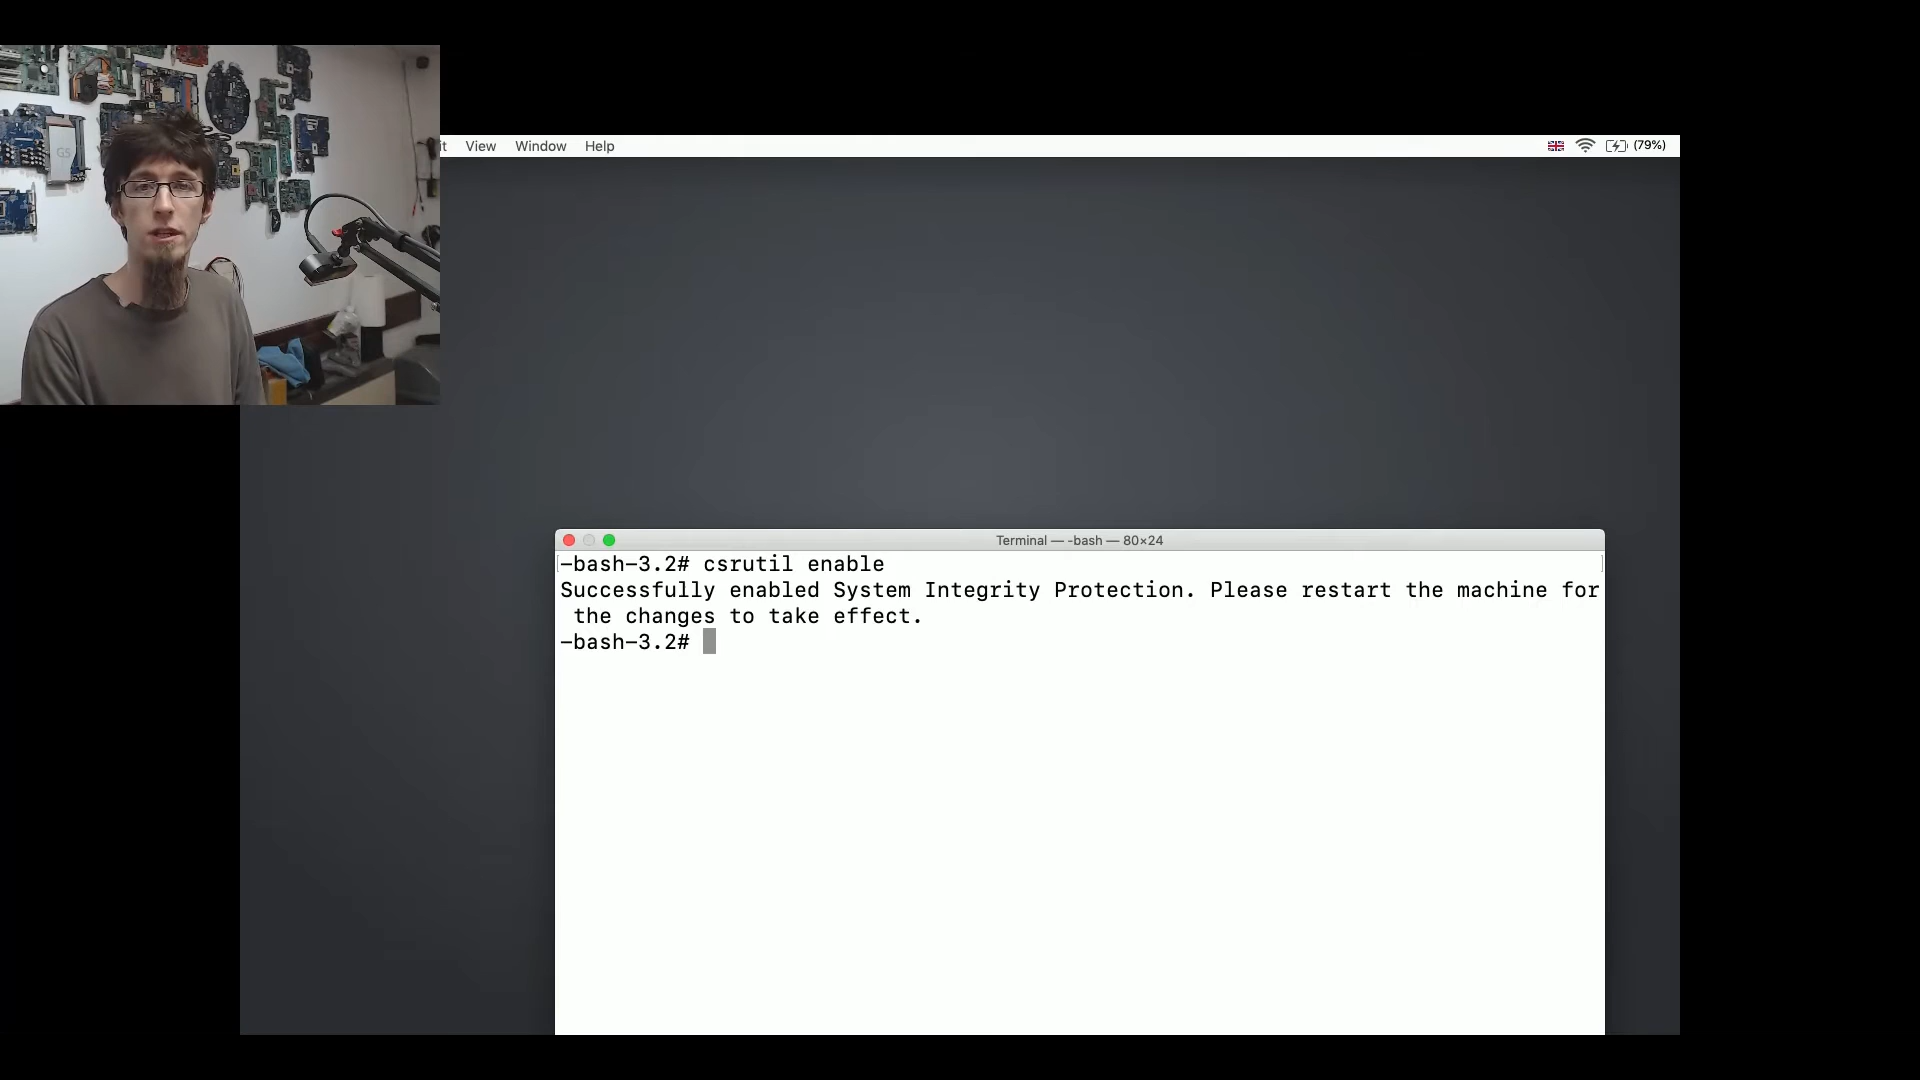 View Window Help (79%)
Terminal — -bash — 80×24
-bash-3.2# csrutil enable
Successfully enabled System Integrity Protection. Please restart the machine for
the changes to take effect.
-bash-3.2#